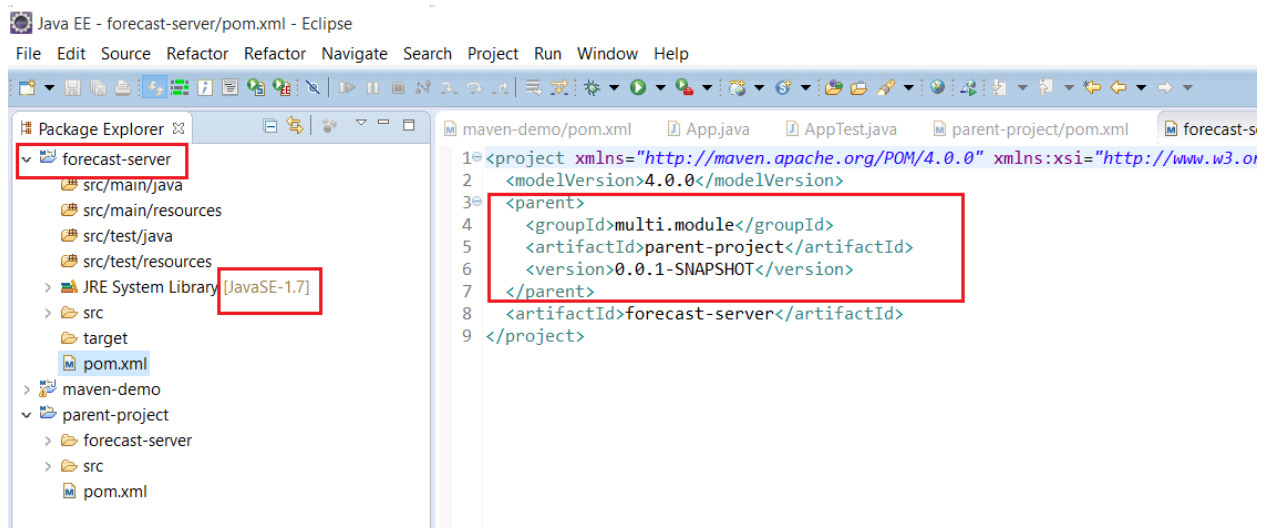 Java EE - forecast-server/pom.xml - Eclipse
File Edit Source Refactor Refactor Navigate Search Project Run Window Help
Package Explorer
forecast-server
src/main/java
src/main/resources
src/test/java
src/test/resources
JRE System Library [JavaSE-1.7]
src
target
pom.xml
maven-demo
parent-project
forecast-server
src
pom.xml
maven-demo/pom.xml App.java AppTest.java parent-project/pom.xml forecast-s
1 <project xmlns="http://maven.apache.org/POM/4.0.0" xmlns:xsi="http://www.w3.or
2 <modelVersion>4.0.0</modelVersion>
3 <parent>
4 <groupId>multi.module</groupId>
5 <artifactId>parent-project</artifactId>
6 <version>0.0.1-SNAPSHOT</version>
7 </parent>
8 <artifactId>forecast-server</artifactId>
9 </project>